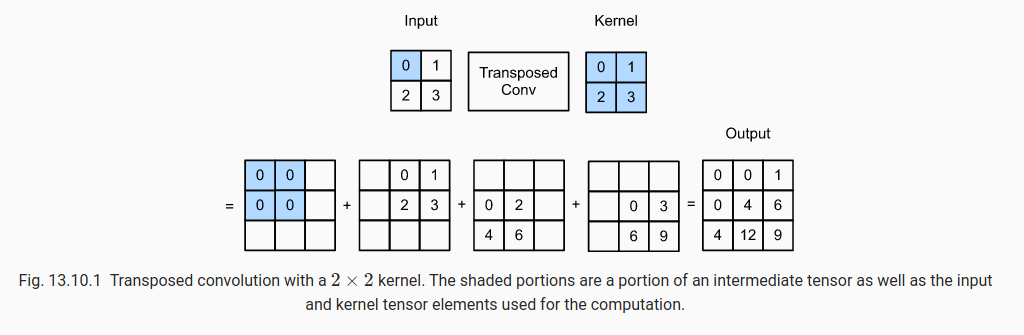 Input Kernel
0 1 Transposed Conv 0 1
2 3 2 3
Output
0 0 0 1 0 0 1
= 0 0 + 2 3 + 0 2 + 0 3 = 0 4 6
4 6 6 9 4 12 9
Fig. 13.10.1 Transposed convolution with a 2 × 2 kernel. The shaded portions are a portion of an intermediate tensor as well as the input
and kernel tensor elements used for the computation.